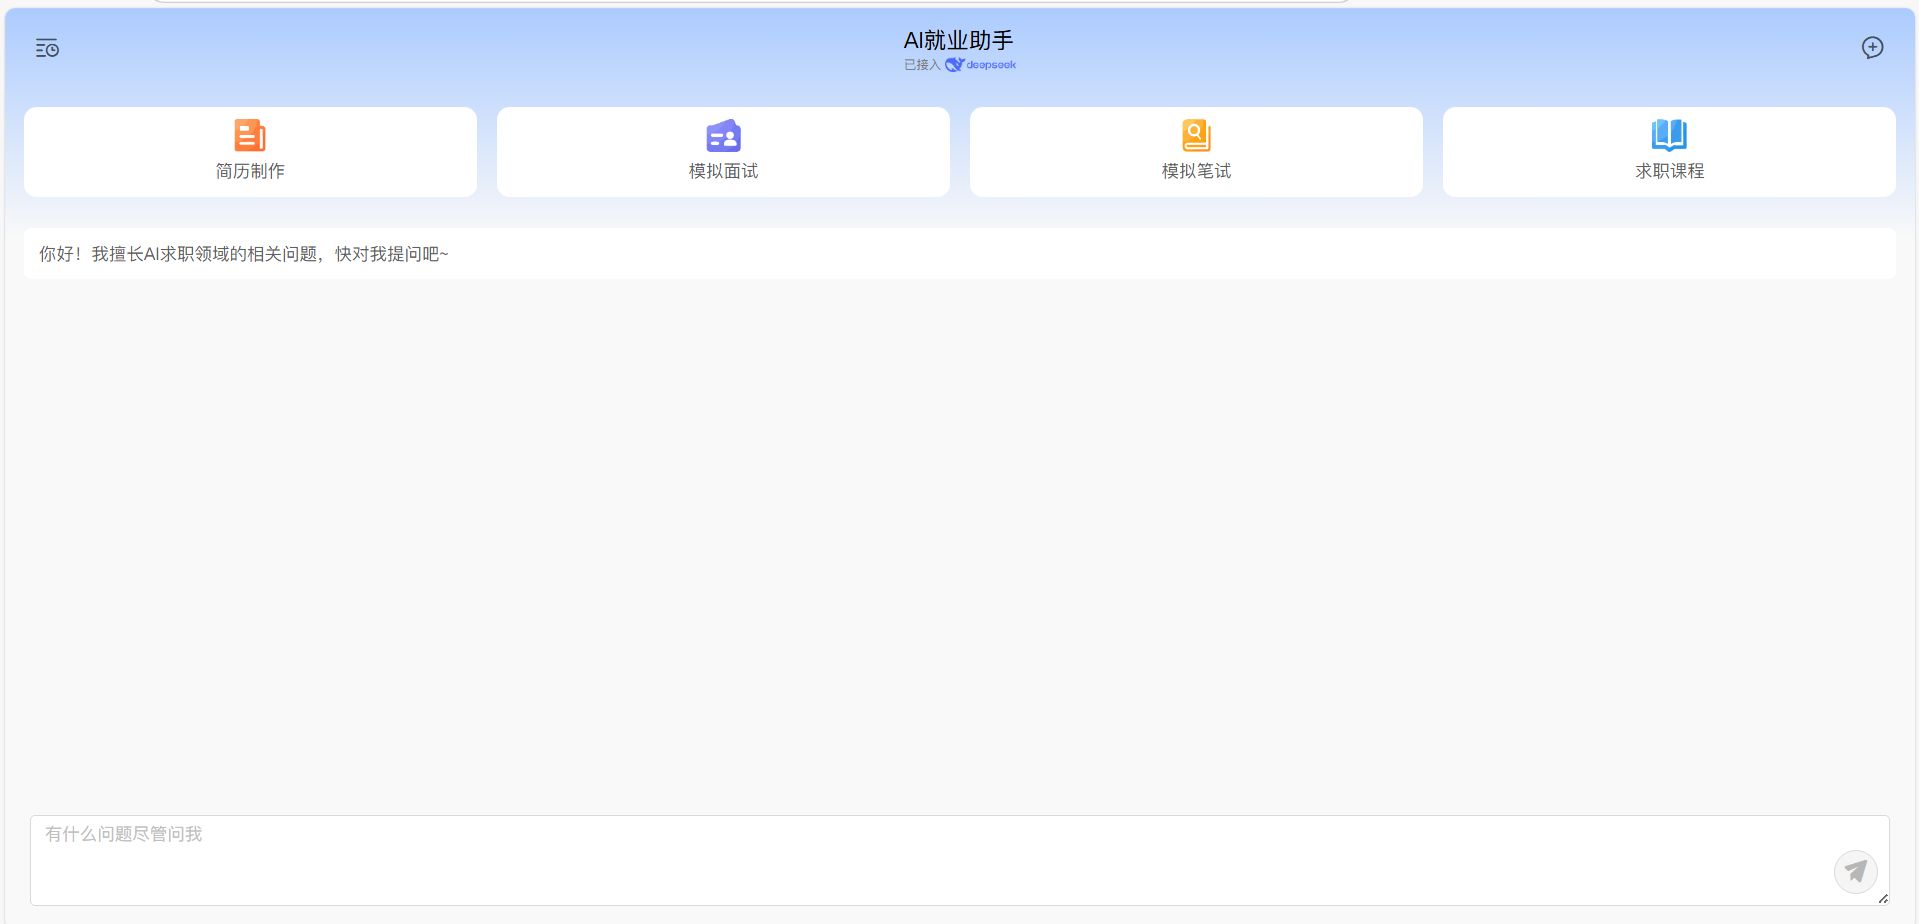 AI就业助手
已接入 deepseek
简历制作
模拟面试
模拟笔试
求职课程
你好！我擅长AI求职领域的相关问题，快对我提问吧~
有什么问题尽管问我